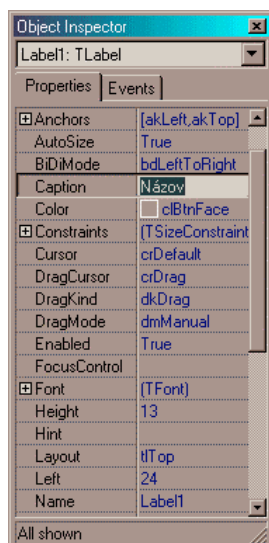 Object Inspector
Label1: TLabel
Properties Events
Anchors [akLeft,akTop]
AutoSize True
BiDiMode bdLeftToRight
Caption Názov
Color clBtnFace
Constraints (TSizeConstraint
Cursor crDefault
DragCursor crDrag
DragKind dkDrag
DragMode dmManual
Enabled True
FocusControl
Font (TFont)
Height 13
Hint
Layout tlTop
Left 24
Name Label1
All shown